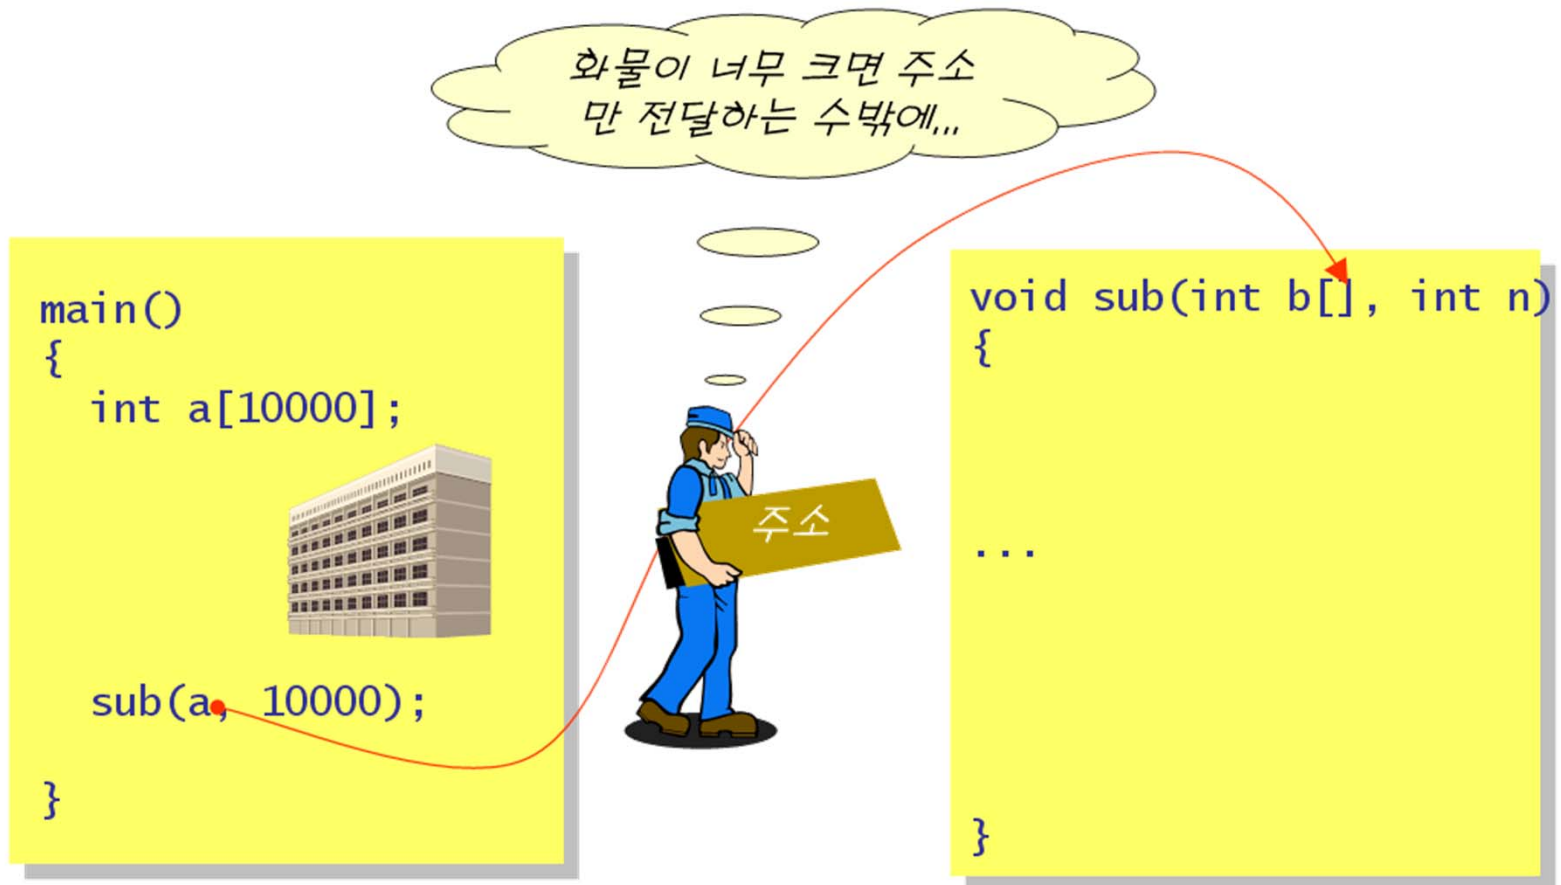 화물이 너무 크면 주소
만 전달하는 수밖에...
main()
{
int a[10000];
sub(a, 10000);
}
주소
void sub(int b[], int n)
{
...
}